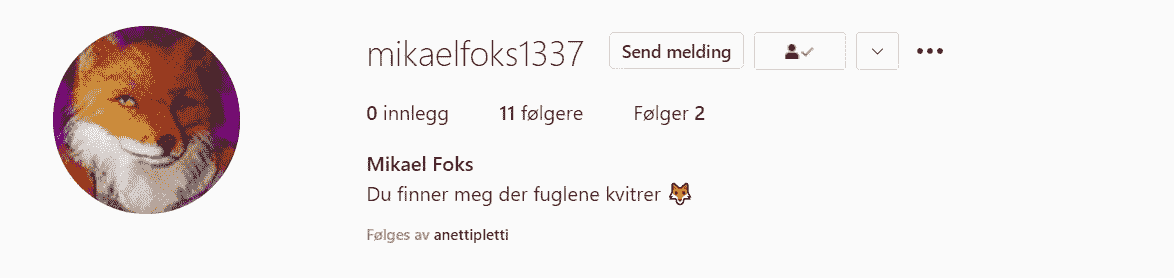 mikaelfoks1337 Send melding
0 innlegg 11 følgere Følger 2
Mikael Foks
Du finner meg der fuglene kvitrer 🦊
Følges av anettipletti